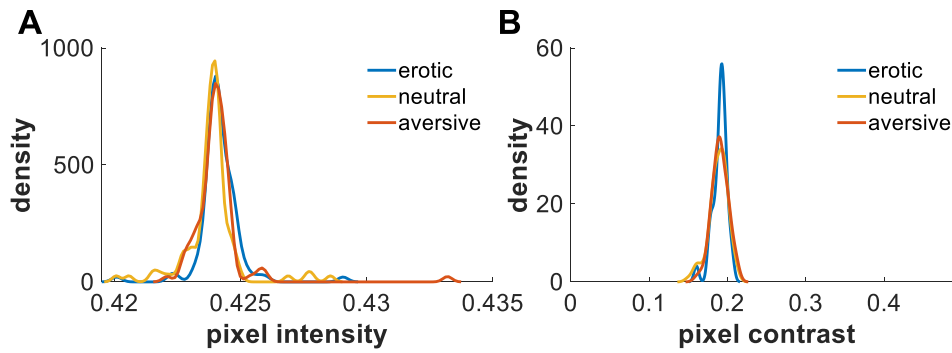 A
density
1000
500
0
0.42
0.425
0.43
0.435
pixel intensity
erotic
neutral
aversive
B
density
60
40
20
0
0
0.1
0.2
0.3
0.4
pixel contrast
erotic
neutral
aversive